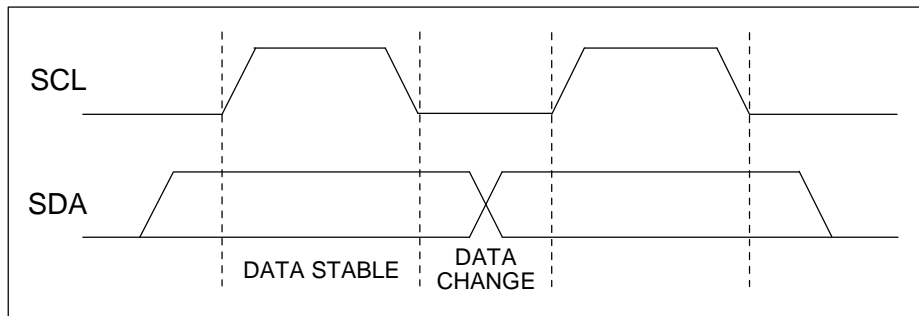 SCL
SDA
DATA STABLE
DATA
CHANGE